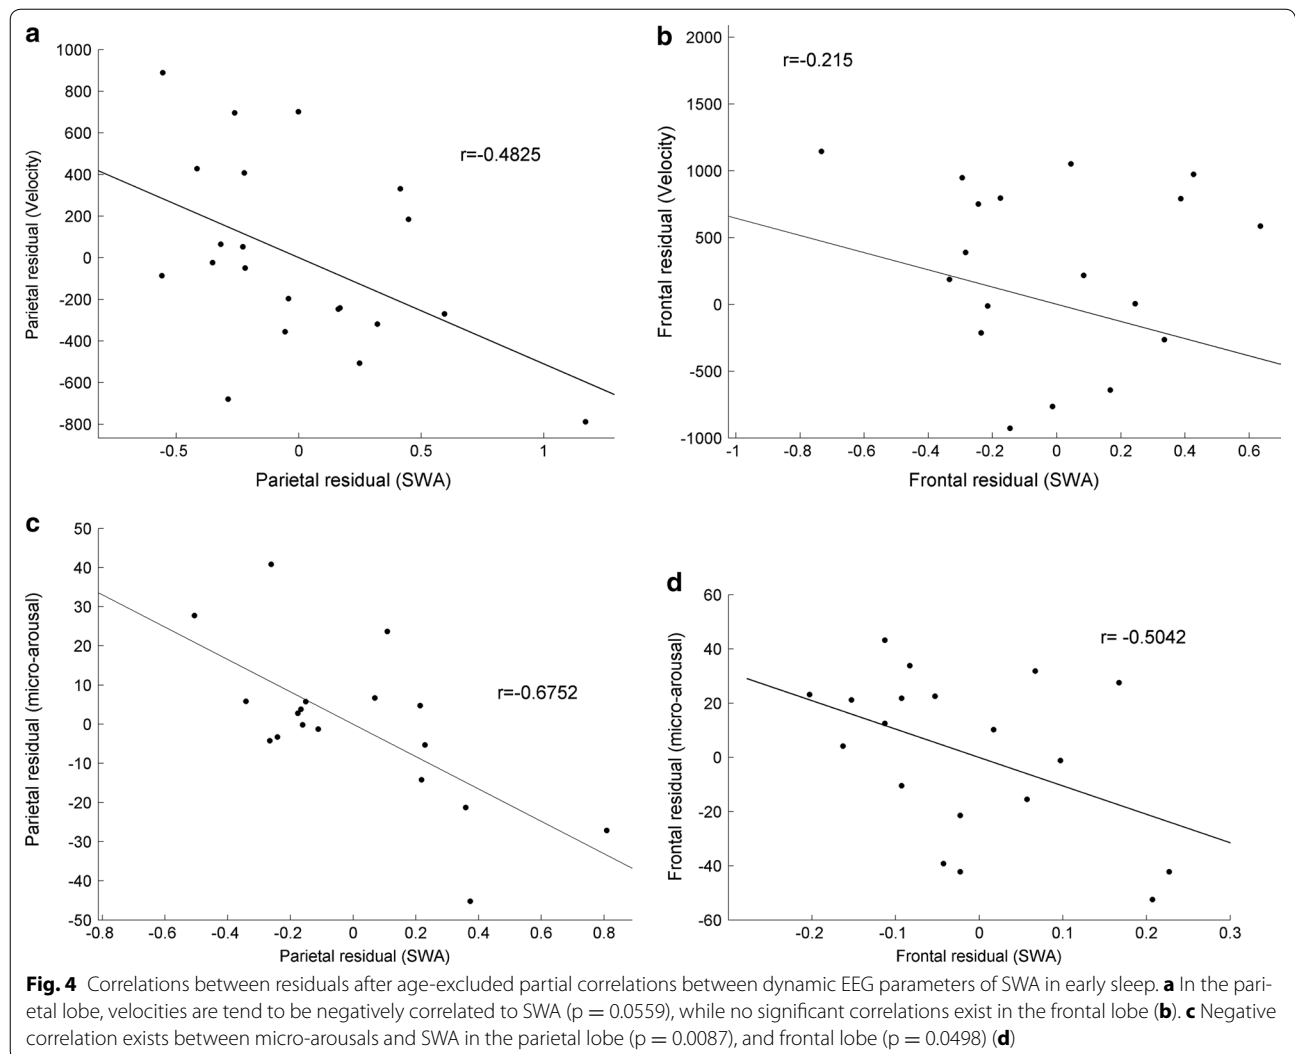 a
1000
800
600
400
200
0
-200
-400
-600
-800
-0.5 0 0.5 1
Parietal residual (Velocity)
Parietal residual (SWA)
r=-0.4825
b
2000
1500
1000
500
0
-500
-1000
-1 -0.8 -0.6 -0.4 -0.2 0 0.2 0.4 0.6
Frontal residual (Velocity)
Frontal residual (SWA)
r=-0.215
c
50
40
30
20
10
0
-10
-20
-30
-40
-50
-0.8 -0.6 -0.4 -0.2 0 0.2 0.4 0.6 0.8
Parietal residual (micro-arousal)
Parietal residual (SWA)
r=-0.6752
d
60
40
20
0
-20
-40
-60
-0.2 -0.1 0 0.1 0.2 0.3
Frontal residual (micro-arousal)
Frontal residual (SWA)
r= -0.5042
Fig. 4 Correlations between residuals after age-excluded partial correlations between dynamic EEG parameters of SWA in early sleep. a In the pari-
etal lobe, velocities are tend to be negatively correlated to SWA (p = 0.0559), while no significant correlations exist in the frontal lobe (b). c Negative
correlation exists between micro-arousals and SWA in the parietal lobe (p = 0.0087), and frontal lobe (p = 0.0498) (d)